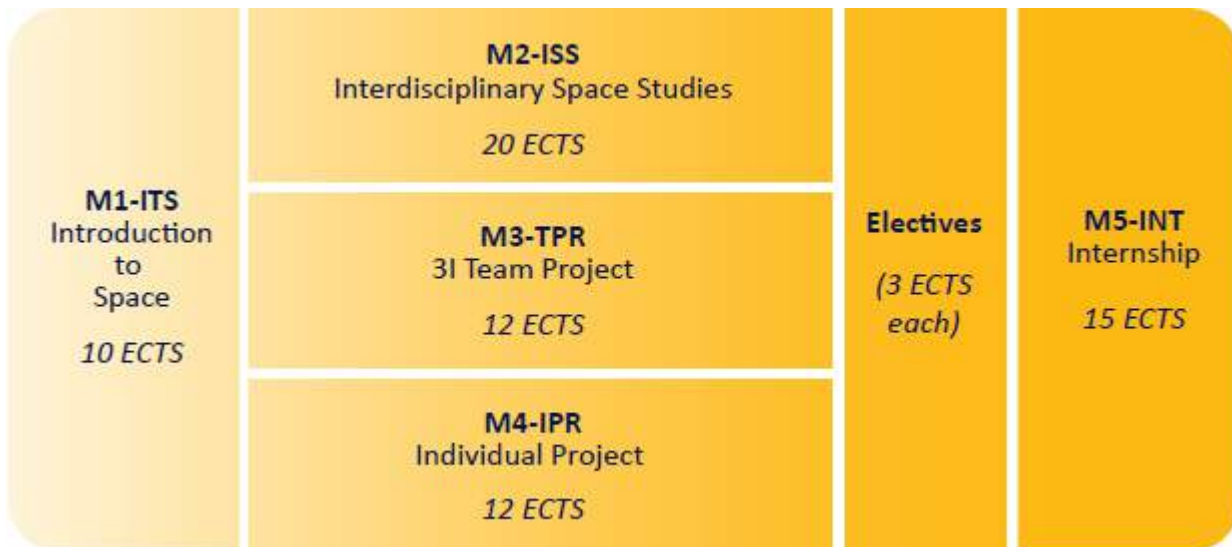 M1-ITS
Introduction
to
Space
10 ECTS
M2-ISS
Interdisciplinary Space Studies
20 ECTS
M3-TPR
3I Team Project
12 ECTS
M4-IPR
Individual Project
12 ECTS
Electives
(3 ECTS
each)
M5-INT
Internship
15 ECTS